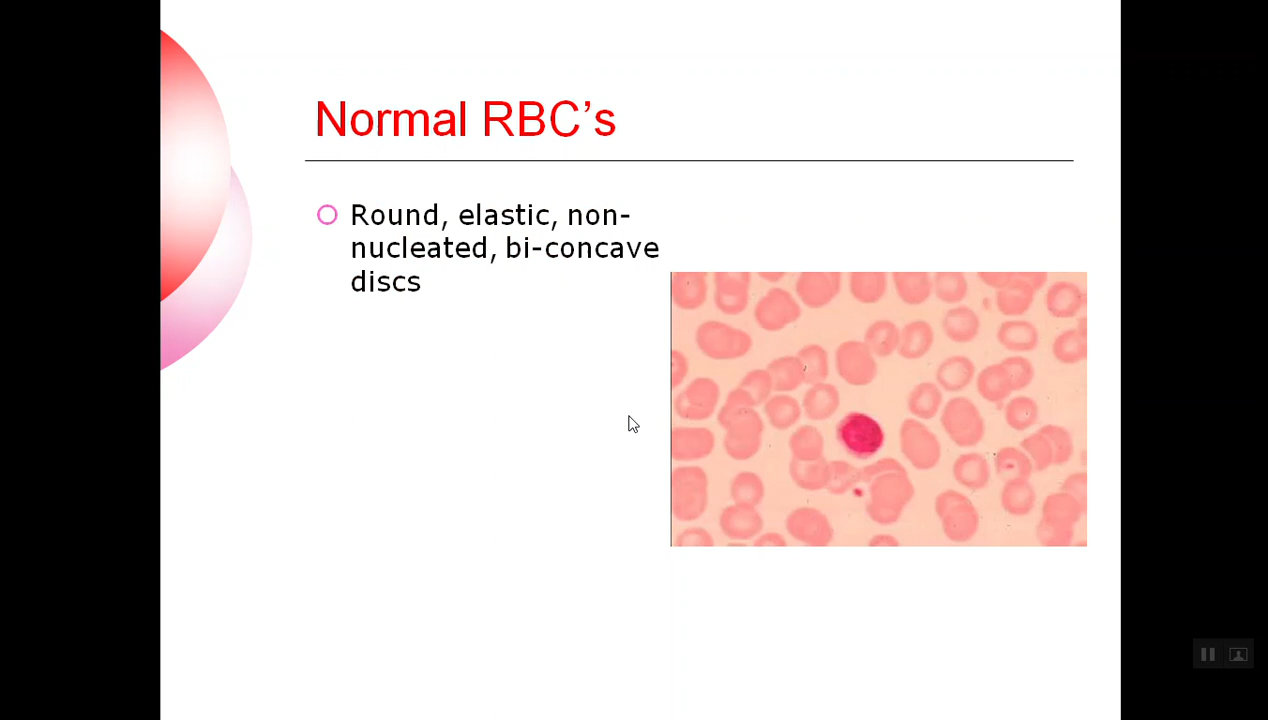 Normal RBC’s
Round, elastic, non-
nucleated, bi-concave
discs